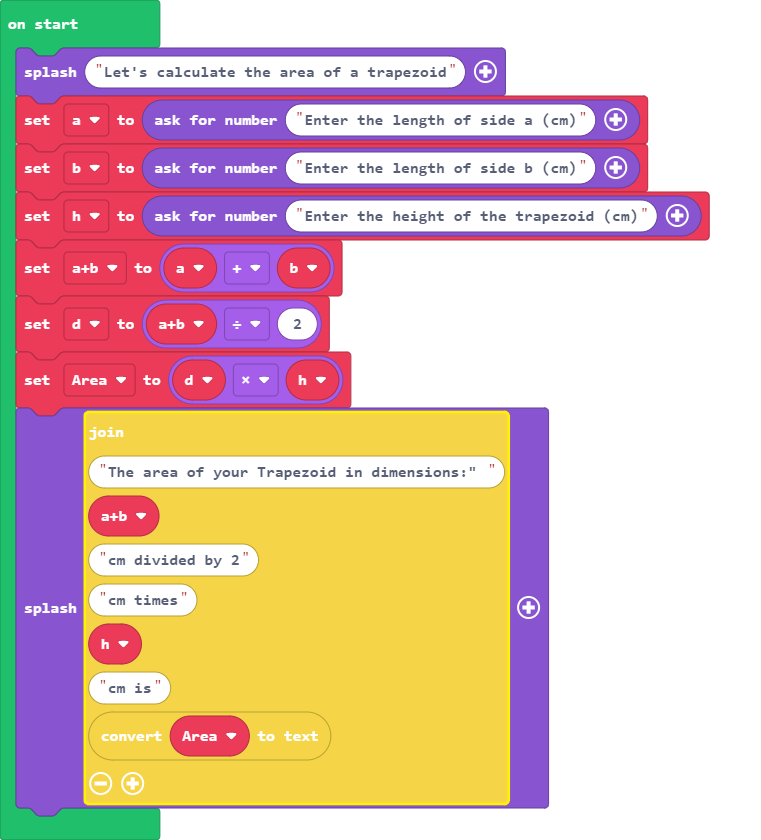 on start
splash "Let's calculate the area of a trapezoid"
set a to ask for number "Enter the length of side a (cm)"
set b to ask for number "Enter the length of side b (cm)"
set h to ask for number "Enter the height of the trapezoid (cm)"
set a+b to a + b
set d to a+b ÷ 2
set Area to d × h
join
"The area of your Trapezoid in dimensions:" "
a+b
"cm divided by 2"
"cm times"
splash
h
"cm is"
convert Area to text